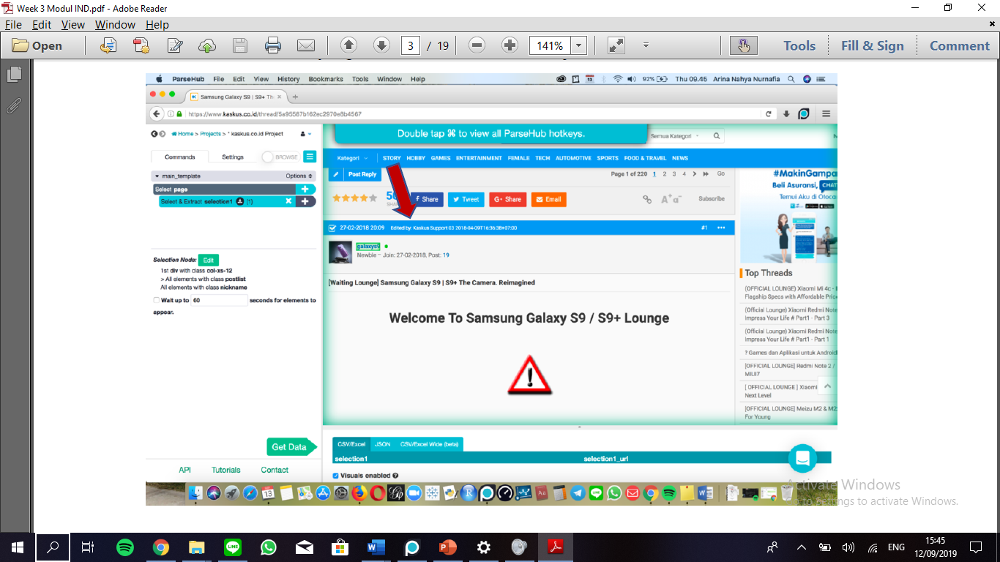 Week 3 Modul IND.pdf - Adobe Reader
File Edit View Window Help
Open 3 / 19 141% Tools Fill & Sign Comment
ParseHub File Edit View History Bookmarks Tools Window Help 92% Thu 09.45 Arina Nahya Nurnafia
Samsung Galaxy S9 | S9+ Th
https://www.kaskus.co.id/thread/5a95587b162ec2970e8b4567
Home > Projects > * kaskus.co.id Project
Commands Settings BROWSE
main_template Options
Select page
Select & Extract selection1 (1)
Selection Node: Edit
1st div with class col-xs-12
> All elements with class postlist
All elements with class nickname
Wait up to 60 seconds for elements to
appear.
Get Data
API Tutorials Contact
Double tap ⌘ to view all ParseHub hotkeys.
Semua Kategori
Kategori STORY HOBBY GAMES ENTERTAINMENT FEMALE TECH AUTOMOTIVE SPORTS FOOD & TRAVEL NEWS
Post Reply Page 1 of 220 1 2 3 4 Go
Share Tweet G+ Share Email A+ a- Subscribe
27-02-2018 20:09 Edited by: Kaskus Support 03 2018-04-09T16:36:38+07:00 #1
galaxys9
Newbie - Join: 27-02-2018, Post: 19
[Waiting Lounge] Samsung Galaxy S9 | S9+ The Camera. Reimagined
Welcome To Samsung Galaxy S9 / S9+ Lounge
#MakinGampa
Beli Asuransi, CHAT
Temui Aku di Otoca
Top Threads
(OFFICIAL LOUNGE) Xiaomi Mi 4c -
Flagship Specs with Affordable Price
(Official Lounge) Xiaomi Redmi Note
Impress Your Life # Part1 - Part 3
(Official Lounge) Xiaomi Redmi Note
Impress Your Life # Part1 - Part 1
? Games dan Aplikasi untuk Android
[OFFICIAL LOUNGE] Redmi Note 2 /
MIUI7
[ OFFICIAL LOUNGE ] Xiaomi
Next Level
[OFFICIAL LOUNGE] Meizu M2 & M2
For Young
CSV/Excel JSON CSV/Excel Wide (beta)
selection1 selection1_url
Visuals enabled
Activate Windows
to activate Windows.
ENG 15:45
12/09/2019